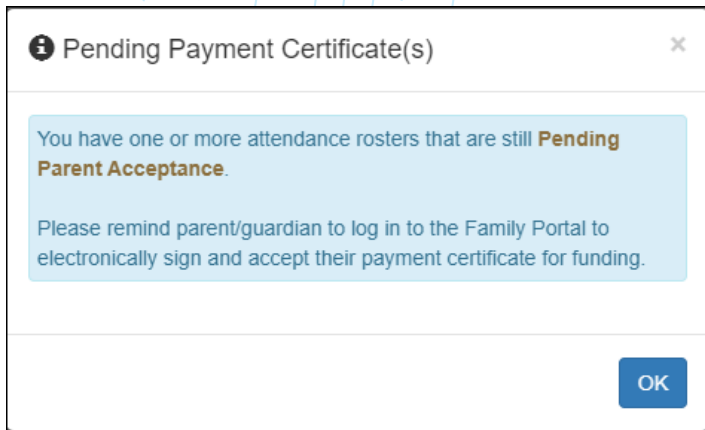 Pending Payment Certificate(s) ×
You have one or more attendance rosters that are still Pending
Parent Acceptance.
Please remind parent/guardian to log in to the Family Portal to
electronically sign and accept their payment certificate for funding.
OK